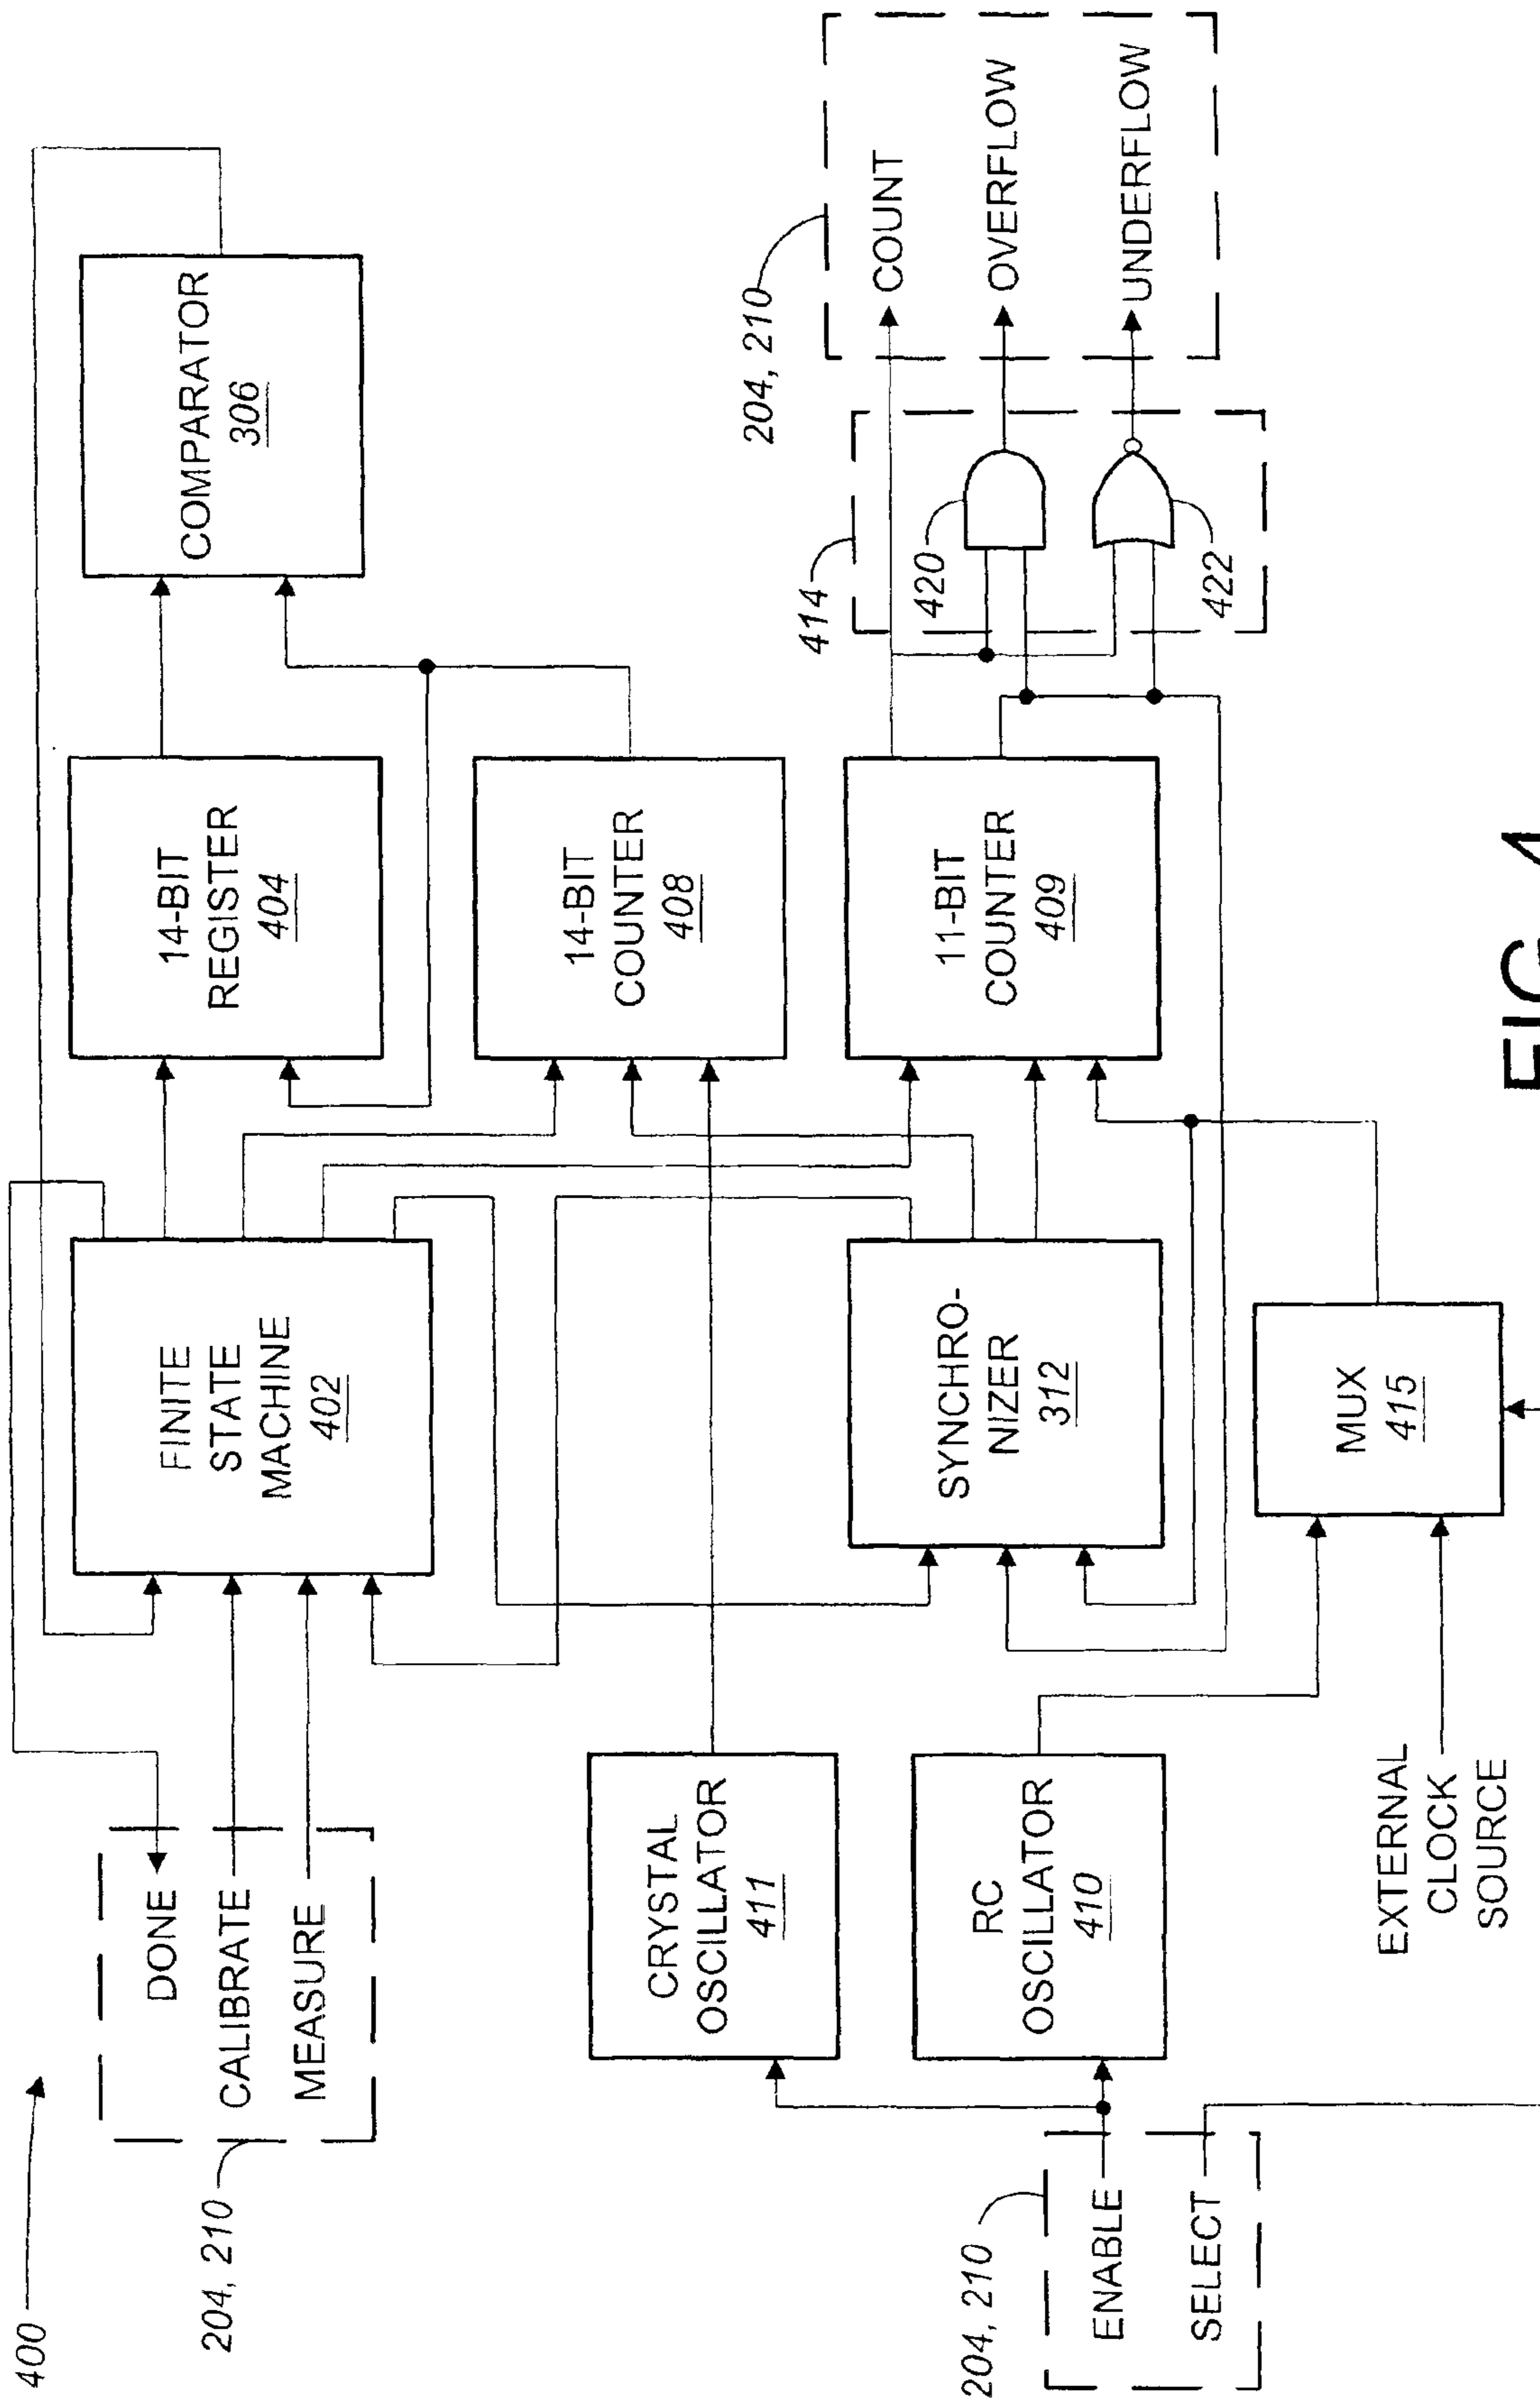 400
204, 210
DONE
CALIBRATE
MEASURE
FINITE
STATE
MACHINE
402
14-BIT
REGISTER
404
COMPARATOR
306
14-BIT
COUNTER
408
CRYSTAL
OSCILLATOR
411
SYNCHRO-
NIZER
312
11-BIT
COUNTER
409
414
420
422
204, 210
COUNT
OVERFLOW
UNDERFLOW
204, 210
ENABLE
SELECT
RC
OSCILLATOR
410
EXTERNAL
CLOCK
SOURCE
MUX
415
FIG. 4